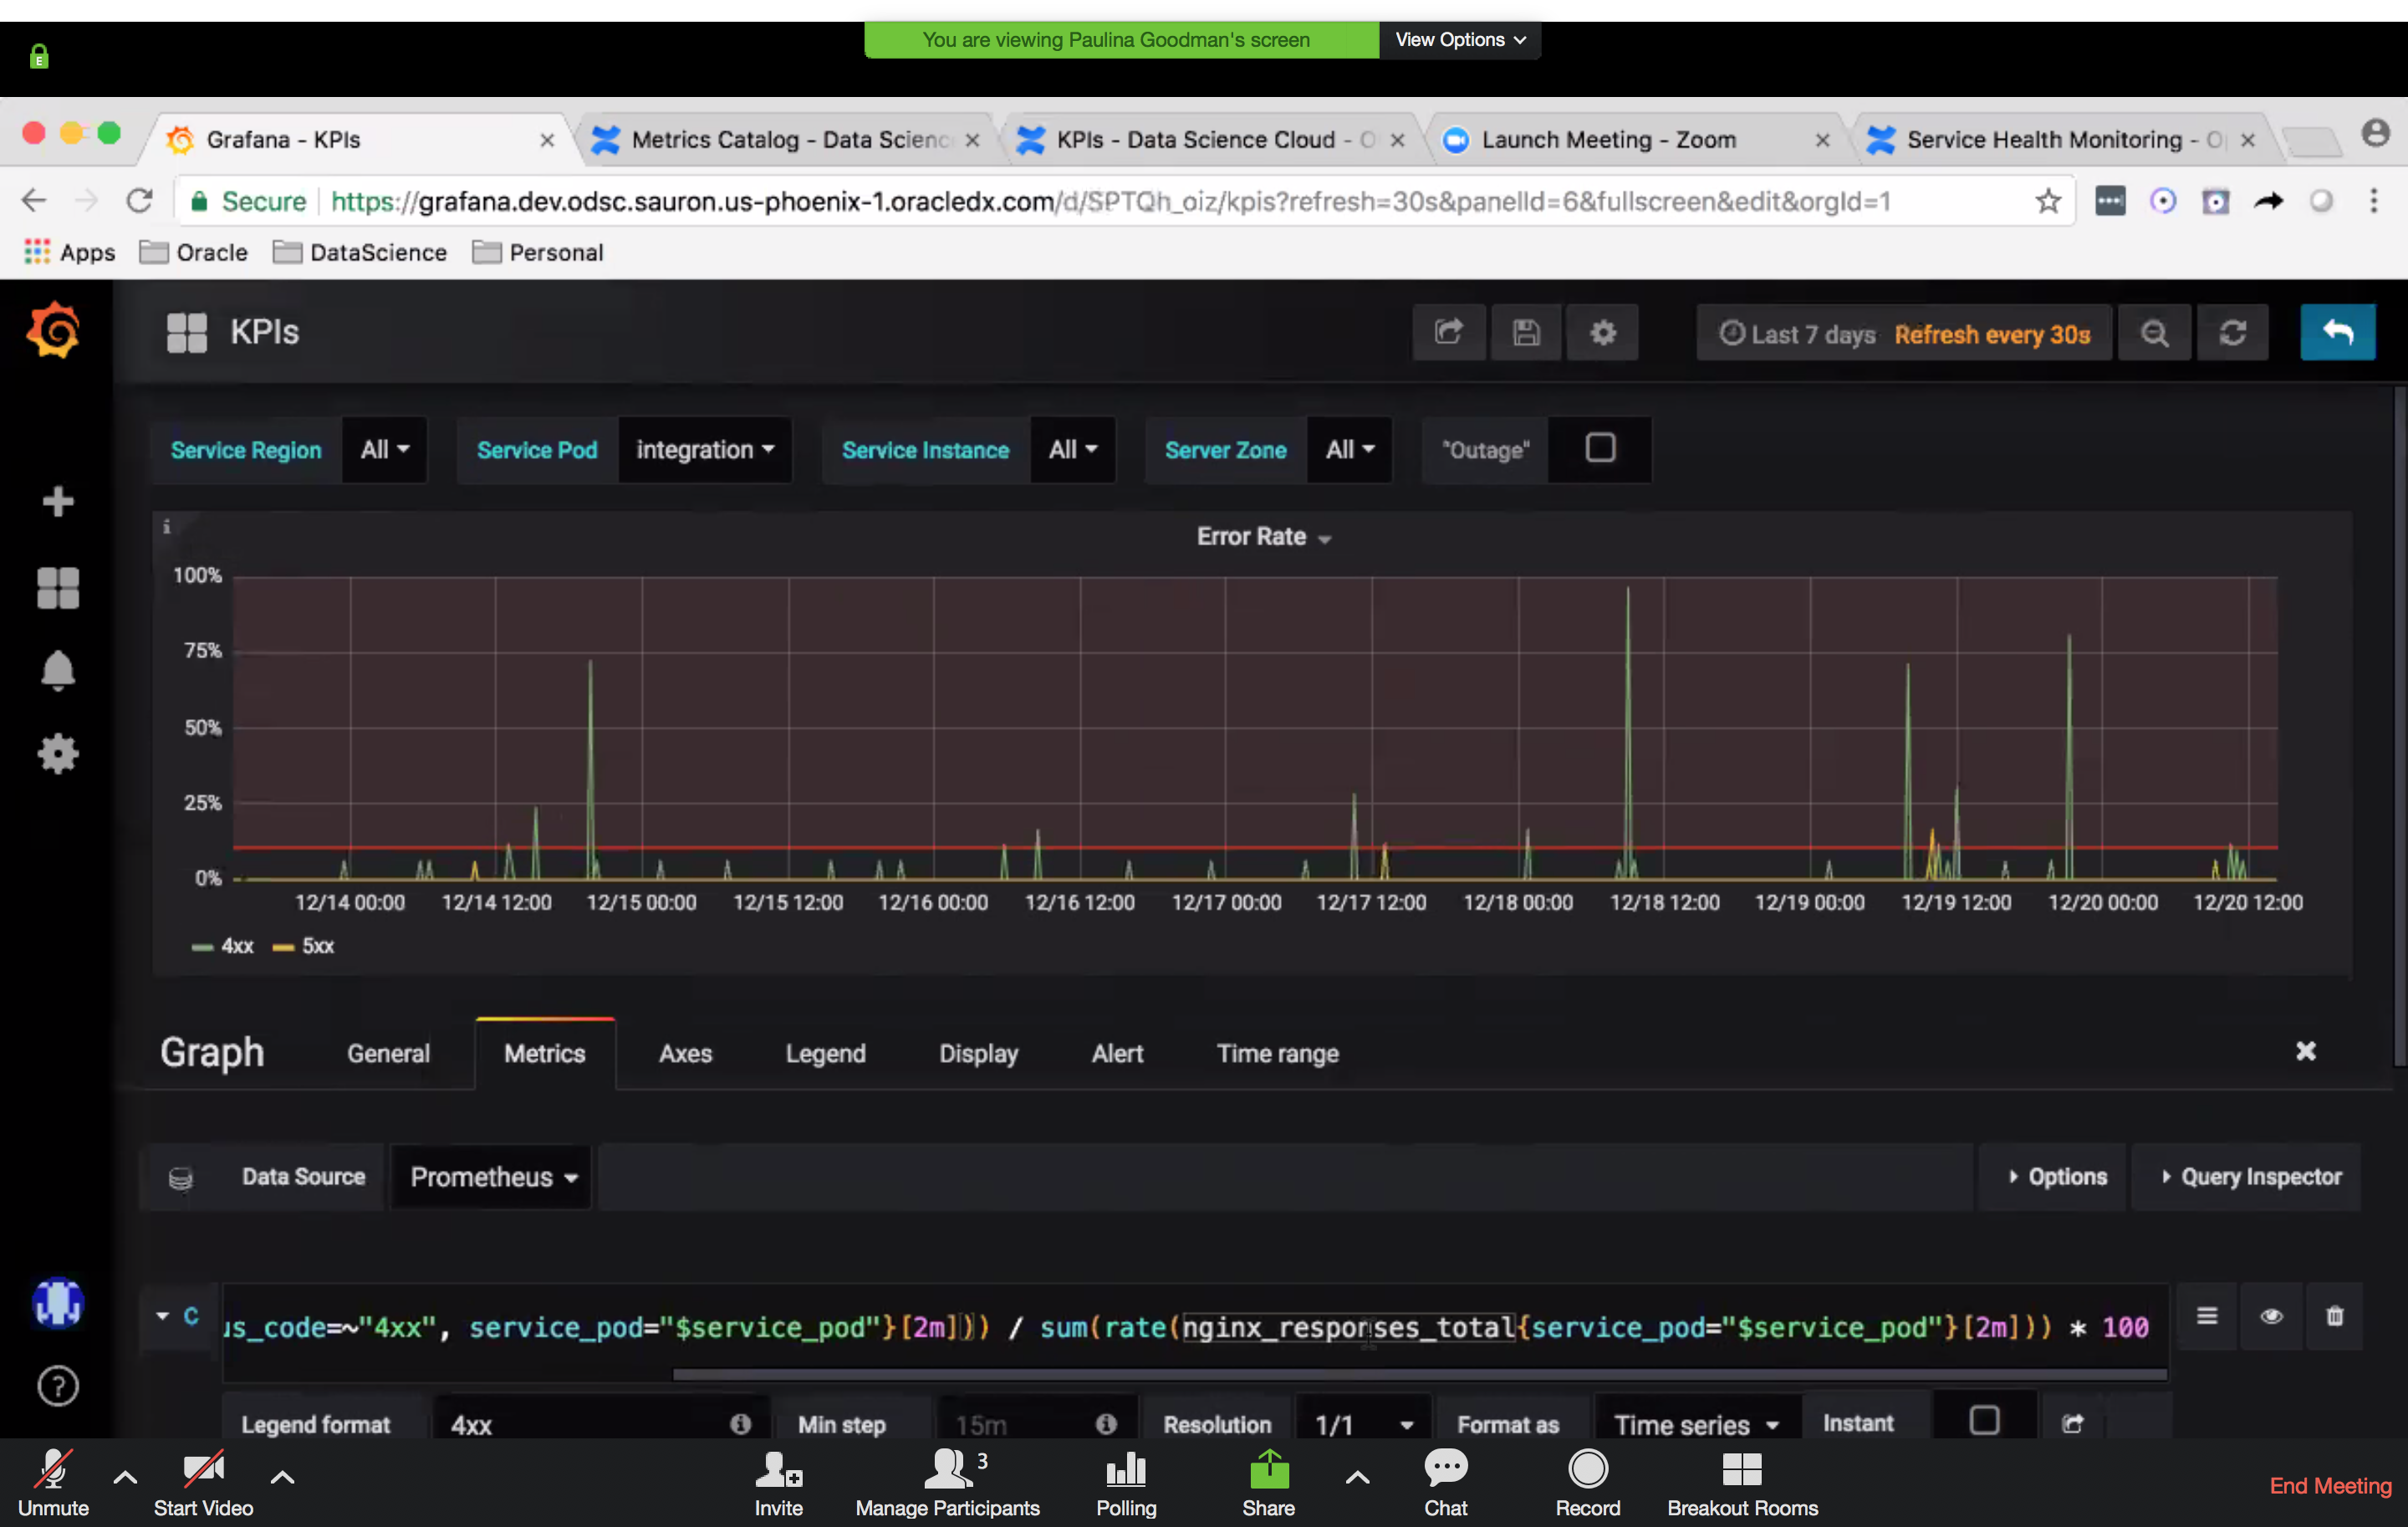 You are viewing Paulina Goodman's screen View Options
E
Grafana - KPIs
Metrics Catalog - Data Scienc
KPIs - Data Science Cloud - O
Launch Meeting - Zoom
Service Health Monitoring - O
Secure https://grafana.dev.odsc.sauron.us-phoenix-1.oracledx.com/d/SPTQh_oiz/kpis?refresh=30s&panelId=6&fullscreen&edit&orgId=1
Apps Oracle DataScience Personal
KPIs
Last 7 days Refresh every 30s
Service Region All
Service Pod integration
Service Instance All
Server Zone All
"Outage"
i
Error Rate
100%
75%
50%
25%
0%
12/14 00:00 12/14 12:00 12/15 00:00 12/15 12:00 12/16 00:00 12/16 12:00 12/17 00:00 12/17 12:00 12/18 00:00 12/18 12:00 12/19 00:00 12/19 12:00 12/20 00:00 12/20 12:00
4xx 5xx
Graph General Metrics Axes Legend Display Alert Time range
Data Source Prometheus Options Query Inspector
C us_code=~"4xx", service_pod="$service_pod"}[2m])) / sum(rate(nginx_responses_total{service_pod="$service_pod"}[2m])) * 100
Legend format 4xx Min step 15m Resolution 1/1 Format as Time series Instant
3
Unmute Start Video Invite Manage Participants Polling Share Chat Record Breakout Rooms End Meeting